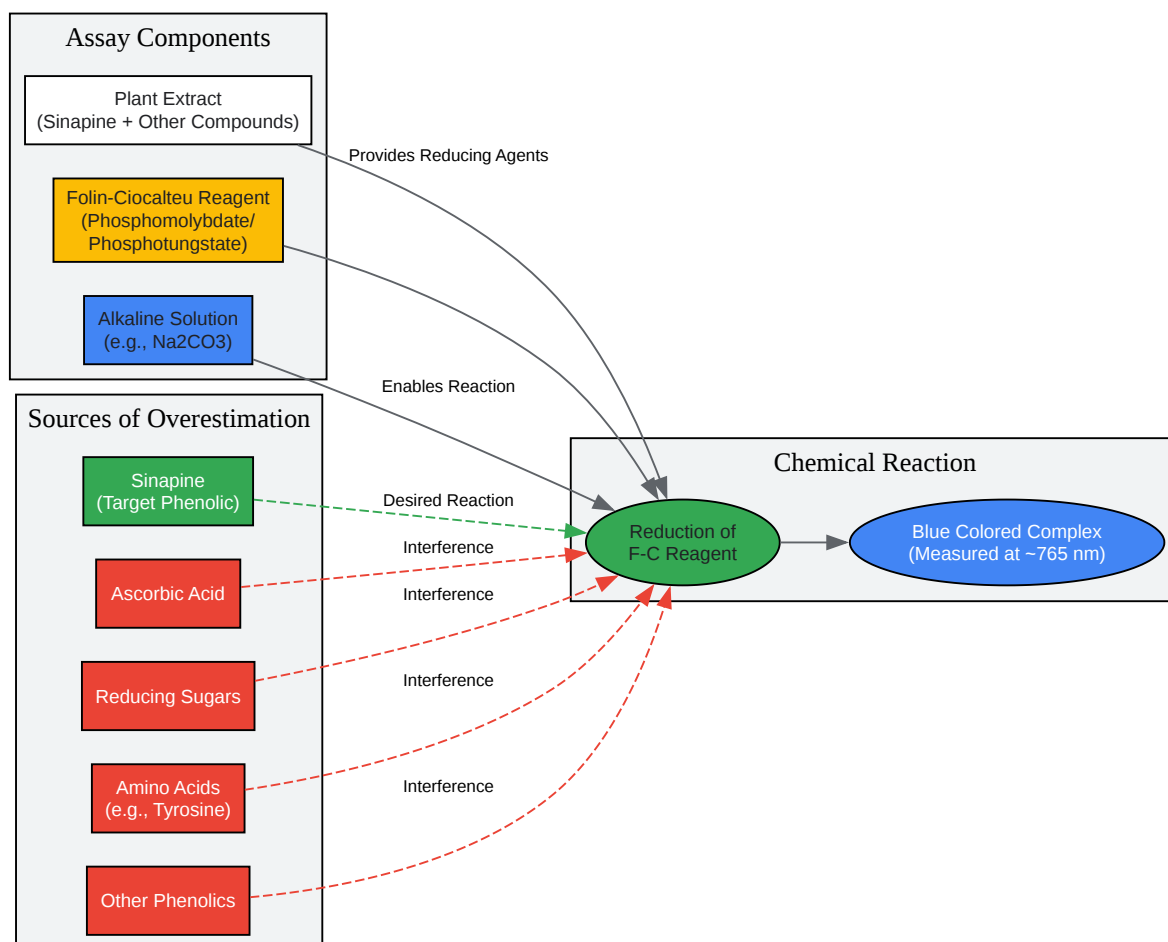 Assay Components
Plant Extract
(Sinapine + Other Compounds)
Provides Reducing Agents
Folin-Ciocalteu Reagent
(Phosphomolybdate/
Phosphotungstate)
Alkaline Solution
(e.g., Na2CO3)
Enables Reaction
Sources of Overestimation
Sinapine
(Target Phenolic)
Desired Reaction
Ascorbic Acid
Interference
Reducing Sugars
Interference
Amino Acids
(e.g., Tyrosine)
Interference
Other Phenolics
Interference
Chemical Reaction
Reduction of
F-C Reagent
Blue Colored Complex
(Measured at ~765 nm)